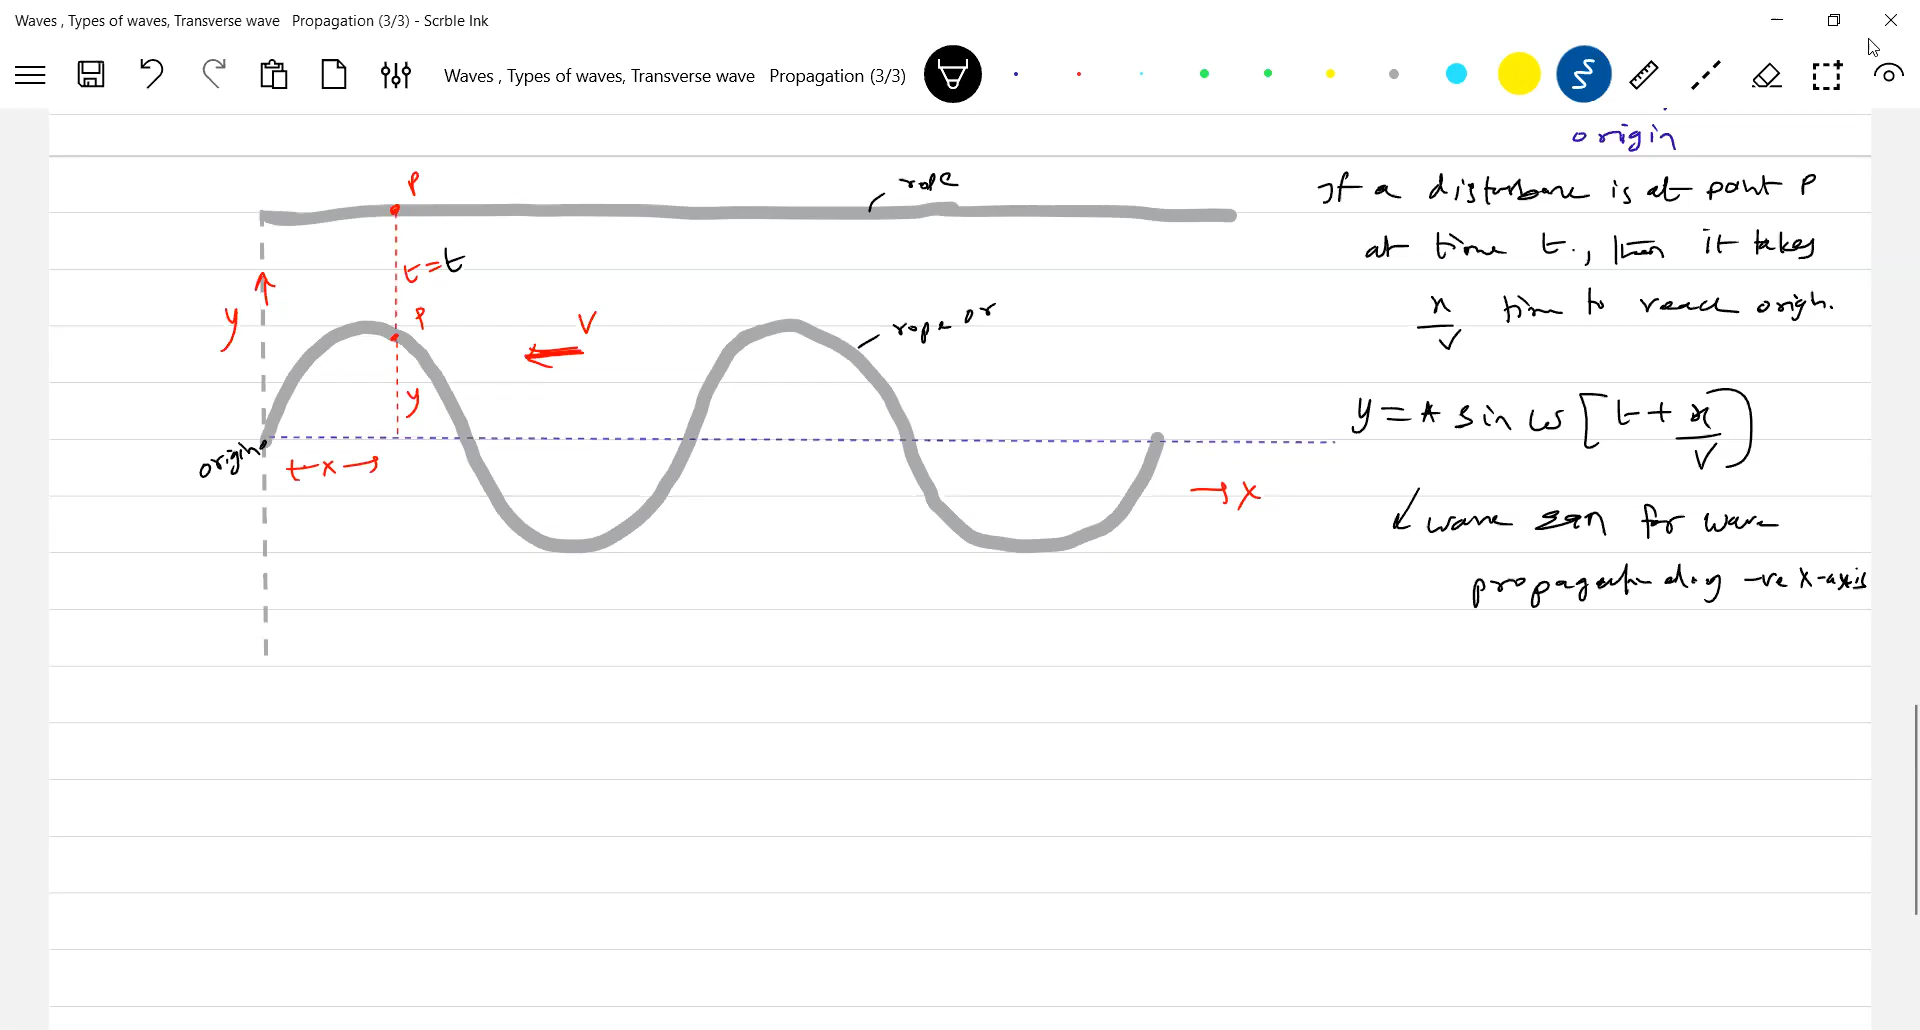 Waves , Types of waves, Transverse wave Propagation (3/3) - Scrble Ink
Waves , Types of waves, Transverse wave Propagation (3/3)
origin
P
rope
If a disturbance is at point P
t = t
at time t., then it takes
y
P
V
rope or
x/V time to reach origin.
y
y = A sin ω [t + x/V]
origin
x
→ x
wave eqn for wave
propagation along -ve X-axis